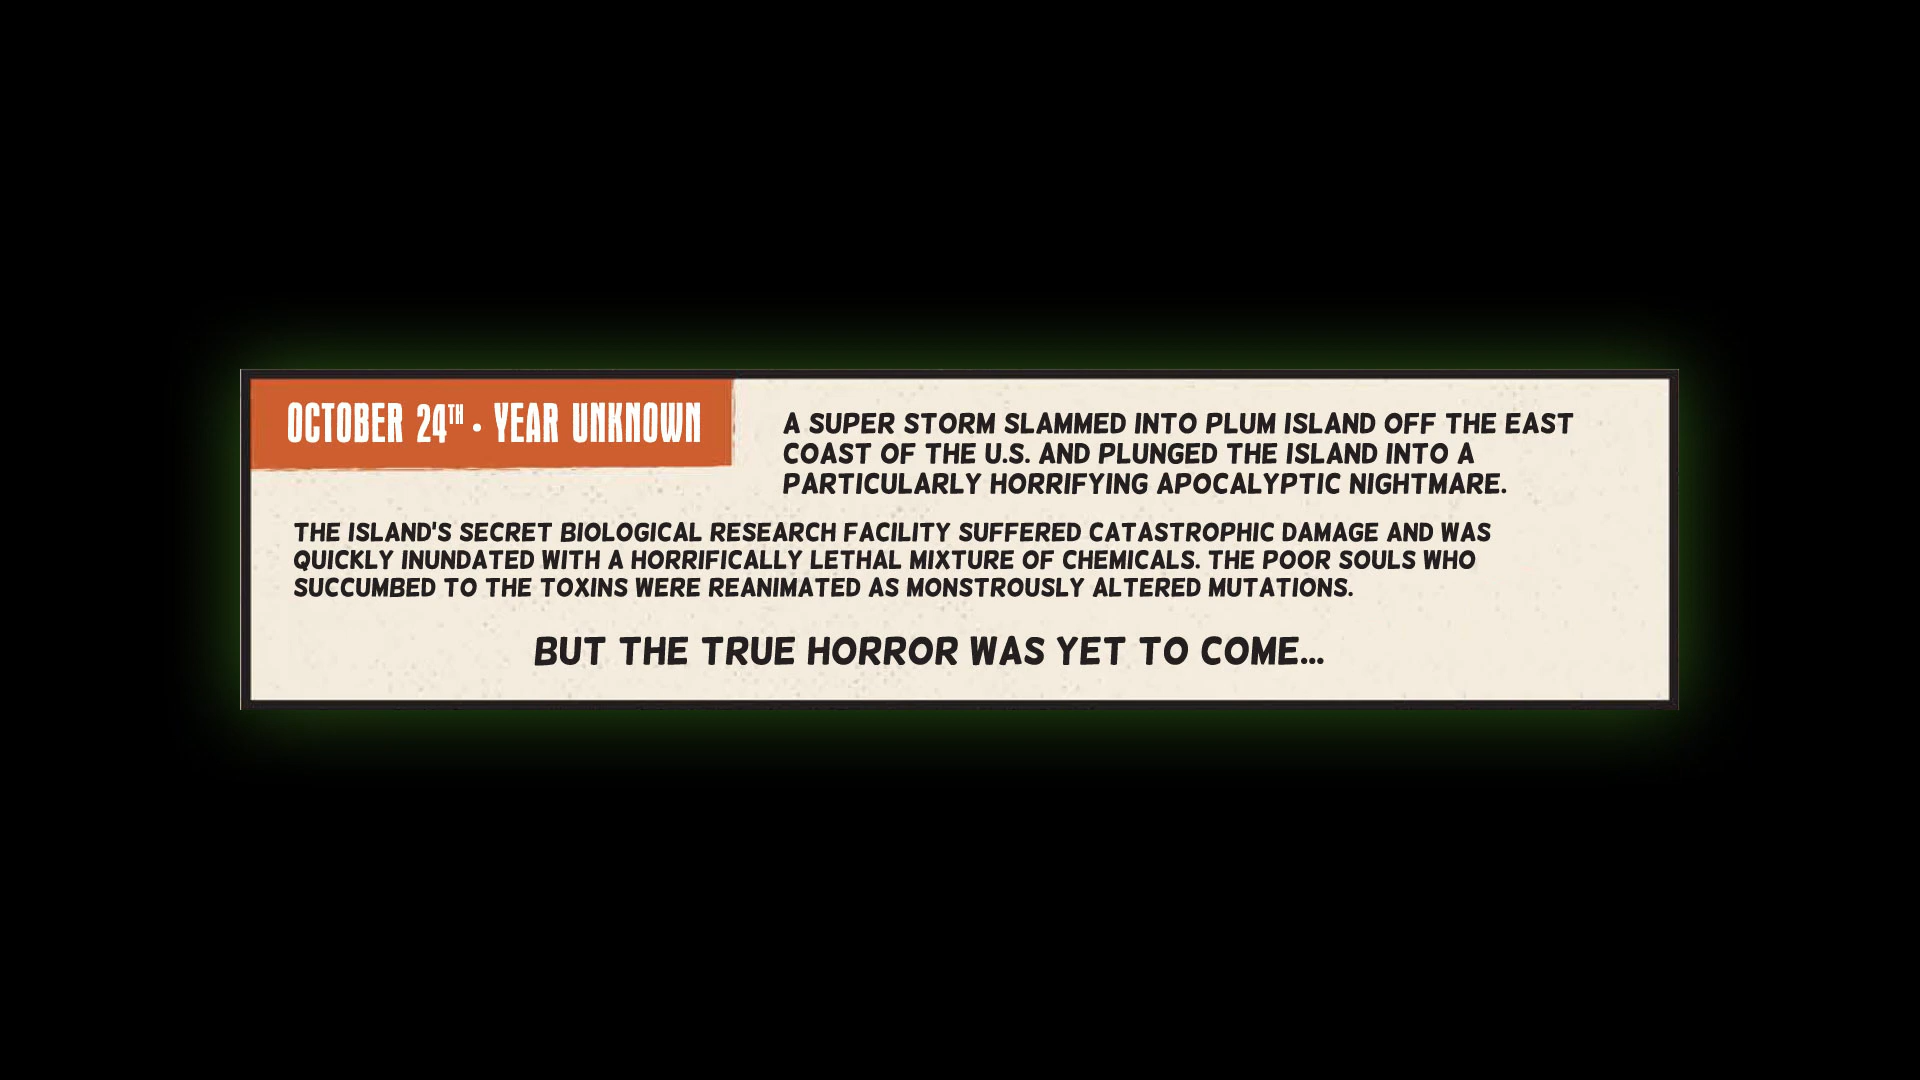 OCTOBER 24TH • YEAR UNKNOWN
A SUPER STORM SLAMMED INTO PLUM ISLAND OFF THE EAST
COAST OF THE U.S. AND PLUNGED THE ISLAND INTO A
PARTICULARLY HORRIFYING APOCALYPTIC NIGHTMARE.
THE ISLAND'S SECRET BIOLOGICAL RESEARCH FACILITY SUFFERED CATASTROPHIC DAMAGE AND WAS
QUICKLY INUNDATED WITH A HORRIFICALLY LETHAL MIXTURE OF CHEMICALS. THE POOR SOULS WHO
SUCCUMBED TO THE TOXINS WERE REANIMATED AS MONSTROUSLY ALTERED MUTATIONS.
BUT THE TRUE HORROR WAS YET TO COME...